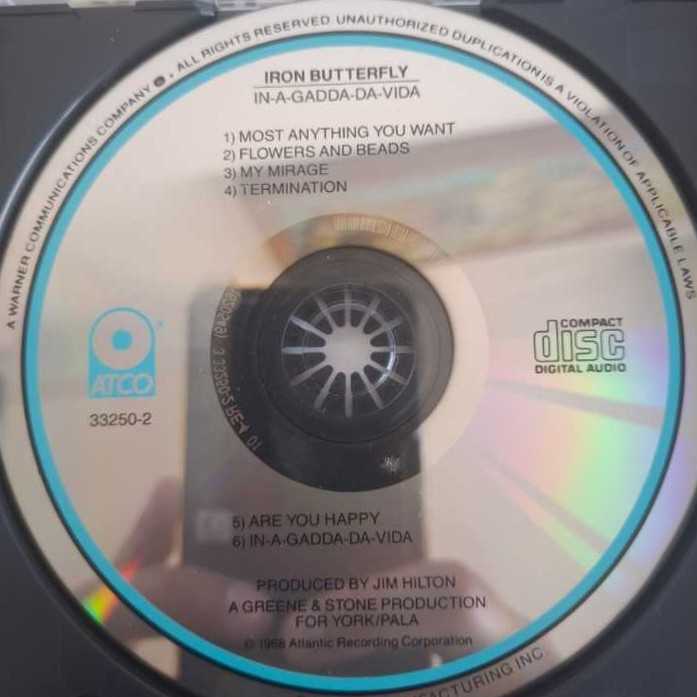 A WARNER COMMUNICATIONS COMPANY . ALL RIGHTS RESERVED UNAUTHORIZED DUPLICATION IS A VIOLATION OF APPLICABLE LAWS
IRON BUTTERFLY
IN-A-GADDA-DA-VIDA
1) MOST ANYTHING YOU WANT
2) FLOWERS AND BEADS
3) MY MIRAGE
4) TERMINATION
ATCO
33250-2
COMPACT
disc
DIGITAL AUDIO
5) ARE YOU HAPPY
6) IN-A-GADDA-DA-VIDA
PRODUCED BY JIM HILTON
A GREENE & STONE PRODUCTION
FOR YORK/PALA
© 1968 Atlantic Recording Corporation
MANUFACTURING INC